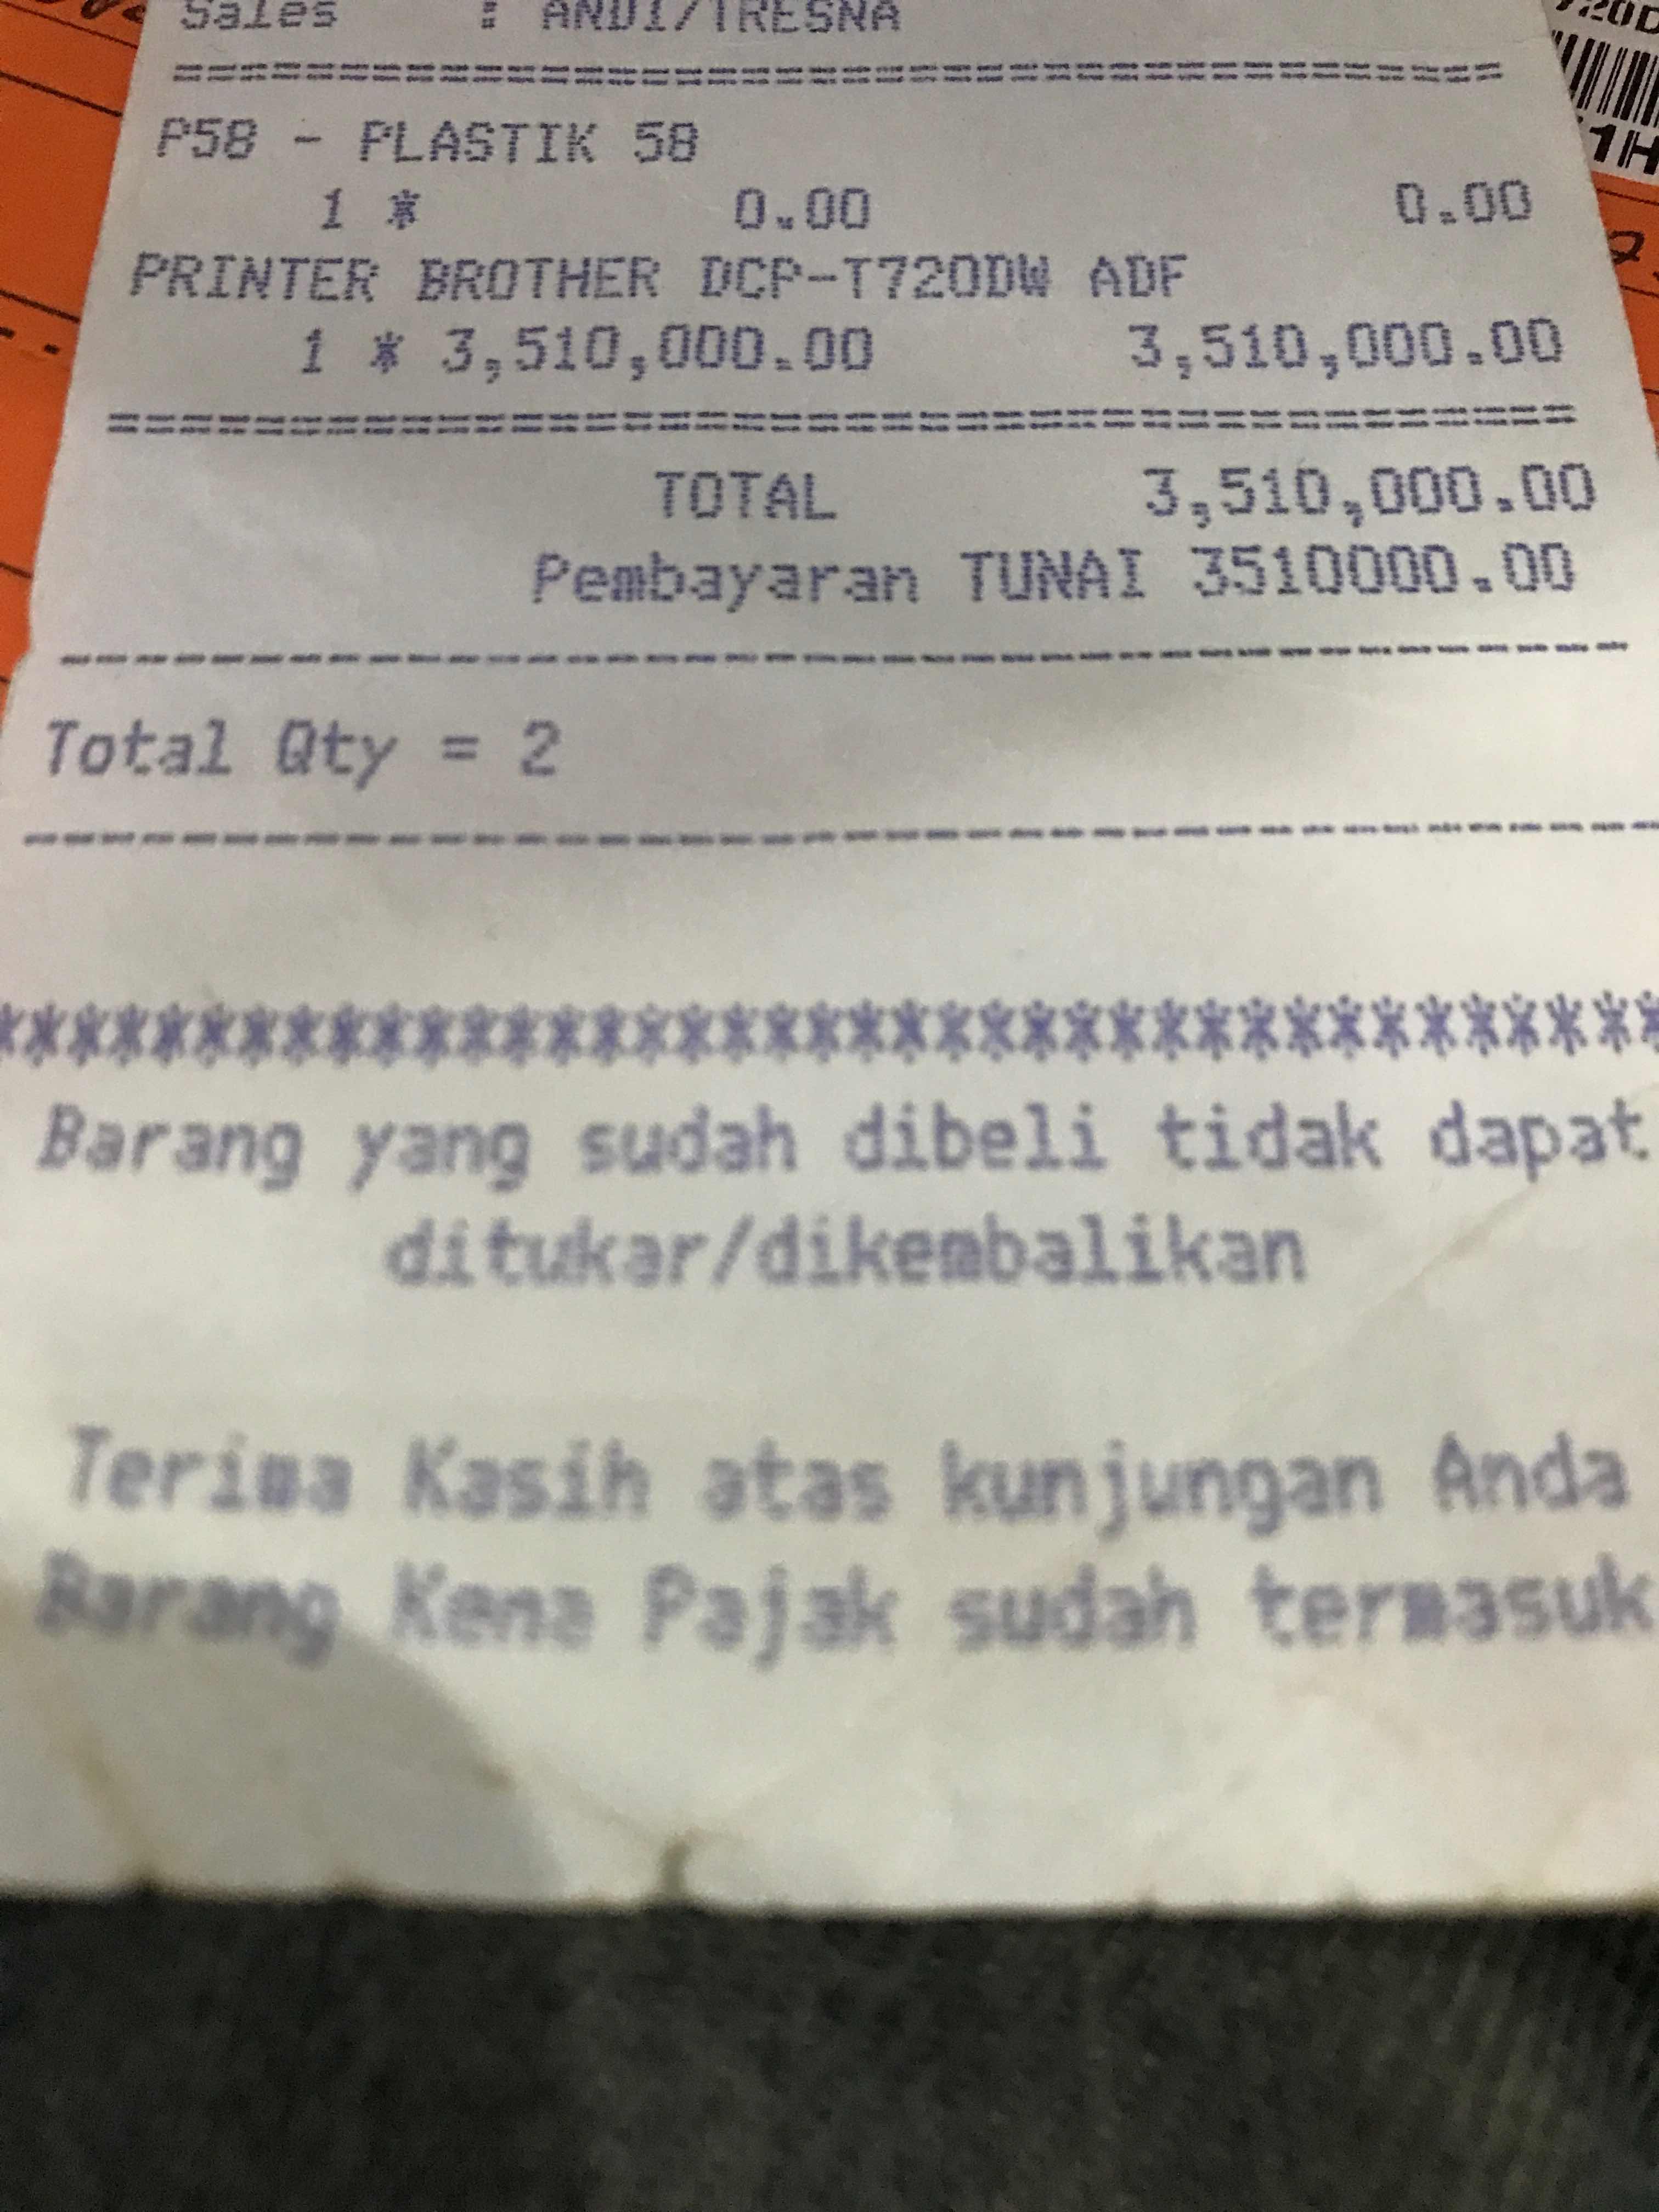 Sales : ANDI/TRESNA
================================
P58 - PLASTIK 58
1 * 0.00 0.00
PRINTER BROTHER DCP-T720DW ADF
1 * 3,510,000.00 3,510,000.00
================================
TOTAL 3,510,000.00
Pembayaran TUNAI 3510000.00
----------------------------------------
Total Qty = 2
----------------------------------------
****************************************
Barang yang sudah dibeli tidak dapat
ditukar/dikembalikan
Terima Kasih atas kunjungan Anda
Barang Kena Pajak sudah termasuk
720D
1H